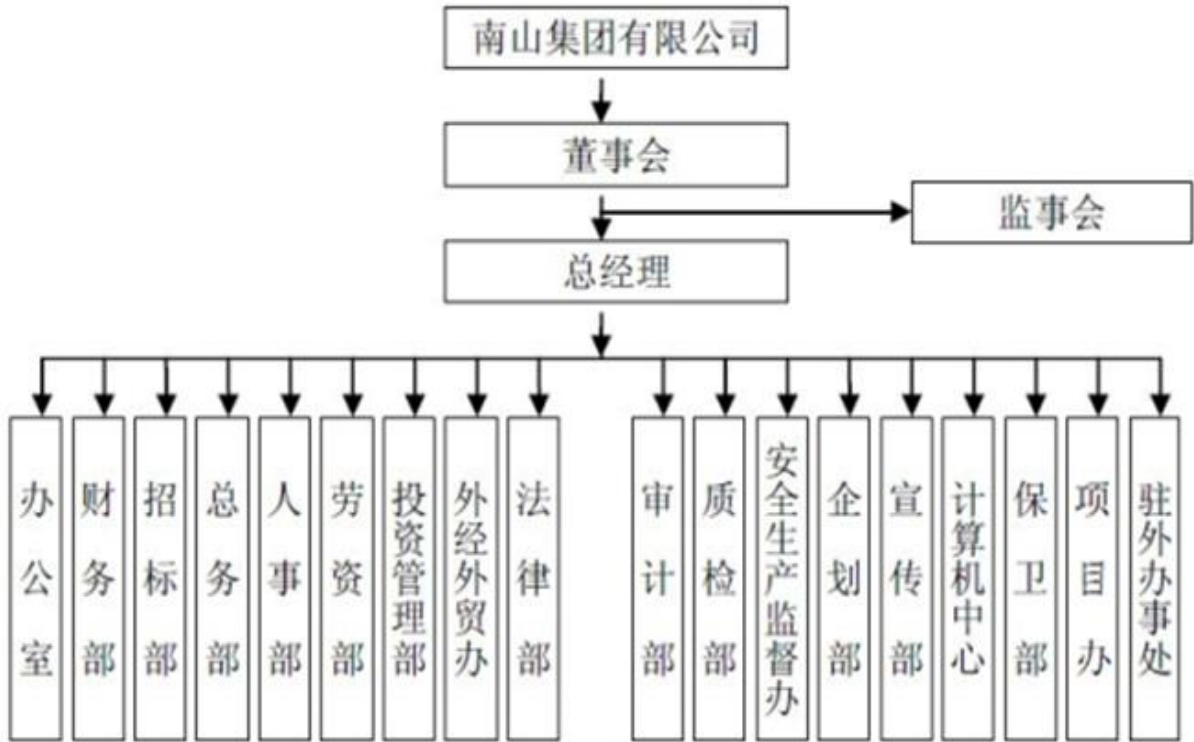 南山集团有限公司
董事会
监事会
总经理
办公室
财务部
招标部
总务部
人事部
劳资部
投资管理部
外经外贸办
法律部
审计部
质检部
安全生产监督办
企划部
宣传部
计算机中心
保卫部
项目办
驻外办事处